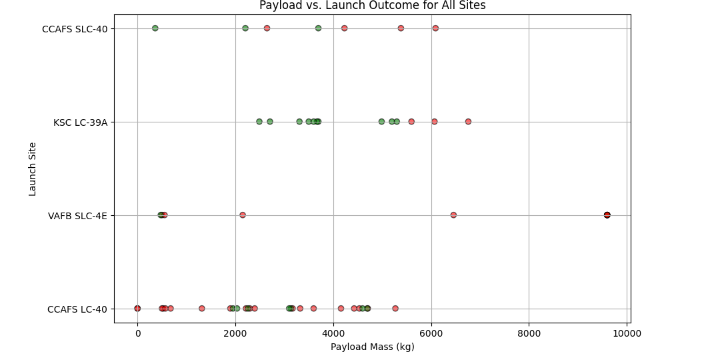 Payload vs. Launch Outcome for All Sites
CCAFS SLC-40
KSC LC-39A
VAFB SLC-4E
CCAFS LC-40
Launch Site
0 2000 4000 6000 8000 10000
Payload Mass (kg)